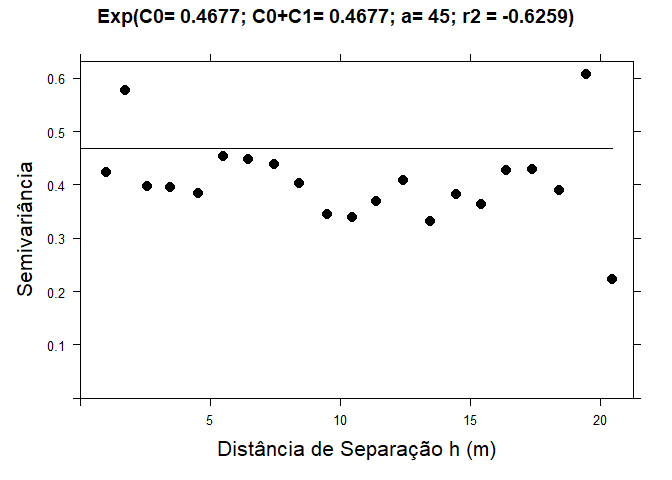 Exp(C0= 0.4677; C0+C1= 0.4677; a= 45; r2 = -0.6259)
0.6
0.5
0.4
0.3
0.2
0.1
Semivariância
5 10 15 20
Distância de Separação h (m)